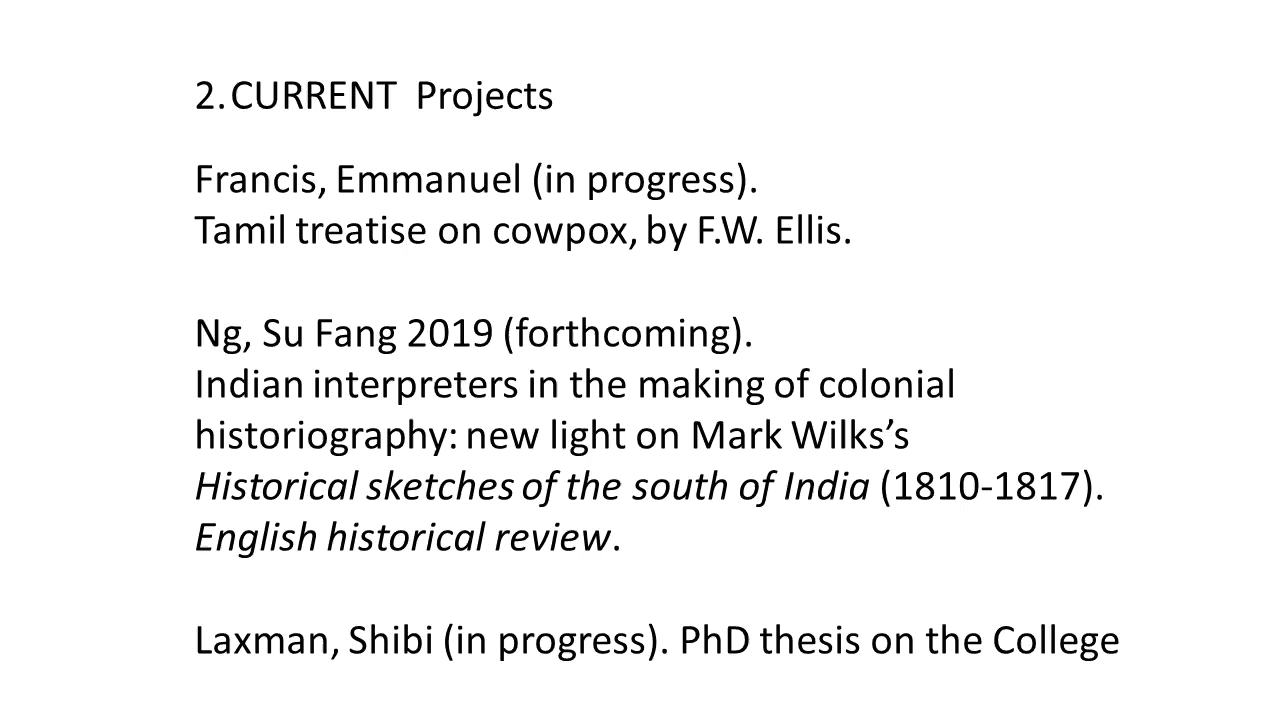 2. CURRENT Projects
Francis, Emmanuel (in progress).
Tamil treatise on cowpox, by F.W. Ellis.
Ng, Su Fang 2019 (forthcoming).
Indian interpreters in the making of colonial
historiography: new light on Mark Wilks’s
Historical sketches of the south of India (1810-1817).
English historical review.
Laxman, Shibi (in progress). PhD thesis on the College